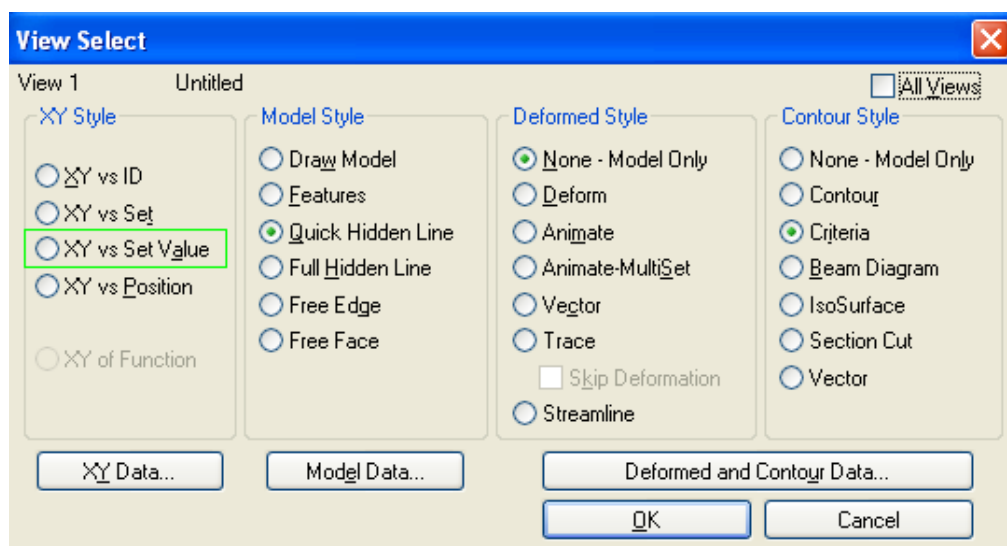 View Select
View 1 Untitled All Views
XY Style
XY vs ID
XY vs Set
XY vs Set Value
XY vs Position
XY of Function
XY Data...
Model Style
Draw Model
Features
Quick Hidden Line
Full Hidden Line
Free Edge
Free Face
Model Data...
Deformed Style
None - Model Only
Deform
Animate
Animate-MultiSet
Vector
Trace
Skip Deformation
Streamline
Contour Style
None - Model Only
Contour
Criteria
Beam Diagram
IsoSurface
Section Cut
Vector
Deformed and Contour Data...
OK
Cancel